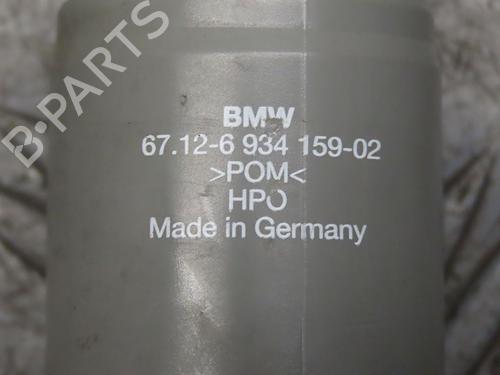 B-PARTS
BMW
67.12-6 934 159-02
>POM<
HPO
Made in Germany